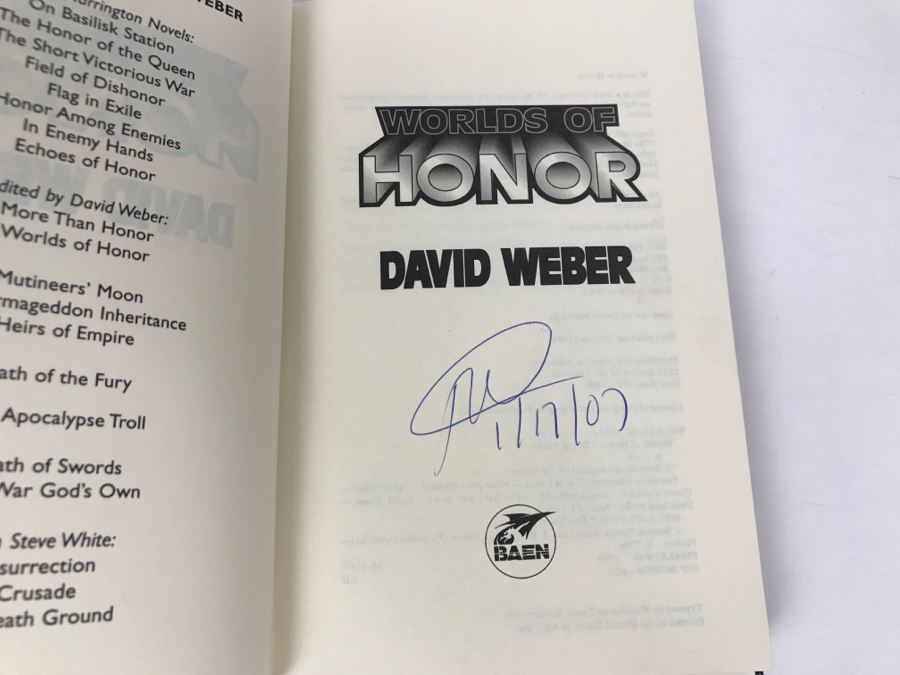 WEBER
Harrington Novels:
On Basilisk Station
The Honor of the Queen
The Short Victorious War
Field of Dishonor
Flag in Exile
Honor Among Enemies
In Enemy Hands
Echoes of Honor
dited by David Weber:
More Than Honor
Worlds of Honor
Mutineers' Moon
rmageddon Inheritance
Heirs of Empire
ath of the Fury
Apocalypse Troll
ath of Swords
War God's Own
Steve White:
surrection
Crusade
eath Ground
WORLDS OF
HONOR
DAVID WEBER
1/17/07
BAEN